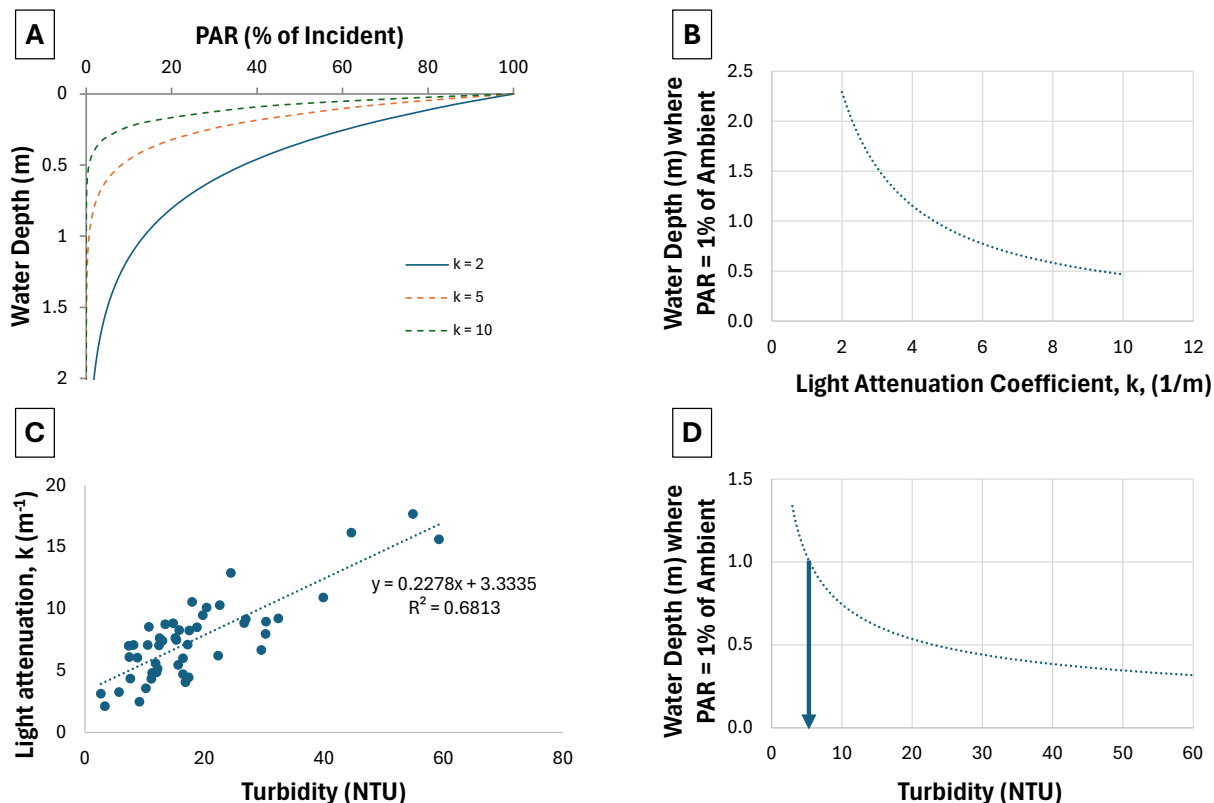 A
PAR (% of Incident)
0 20 40 60 80 100
0
0.5
1
1.5
2
Water Depth (m)
k = 2
k = 5
k = 10
B
Water Depth (m) where
PAR = 1% of Ambient
2.5
2.0
1.5
1.0
0.5
0.0
0 2 4 6 8 10 12
Light Attenuation Coefficient, k, (1/m)
C
Light attenuation, k (m⁻¹)
20
15
10
5
0
y = 0.2278x + 3.3335
R² = 0.6813
0 20 40 60 80
Turbidity (NTU)
D
Water Depth (m) where
PAR = 1% of Ambient
1.5
1.0
0.5
0.0
0 10 20 30 40 50 60
Turbidity (NTU)